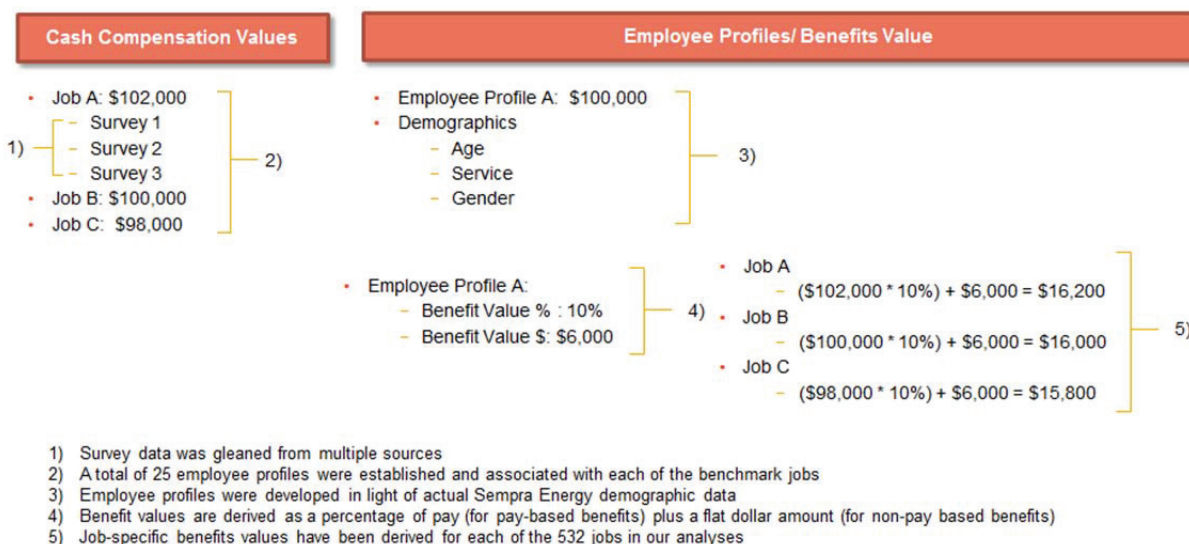 Cash Compensation Values
Employee Profiles/ Benefits Value
• Job A: $102,000
– Survey 1
1) – Survey 2
2)
– Survey 3
• Job B: $100,000
• Job C: $98,000
• Employee Profile A: $100,000
• Demographics
– Age
3)
– Service
– Gender
• Employee Profile A:
– Benefit Value % : 10%
4)
– Benefit Value $: $6,000
• Job A
– ($102,000 * 10%) + $6,000 = $16,200
• Job B
5)
– ($100,000 * 10%) + $6,000 = $16,000
• Job C
– ($98,000 * 10%) + $6,000 = $15,800
1) Survey data was gleaned from multiple sources
2) A total of 25 employee profiles were established and associated with each of the benchmark jobs
3) Employee profiles were developed in light of actual Sempra Energy demographic data
4) Benefit values are derived as a percentage of pay (for pay-based benefits) plus a flat dollar amount (for non-pay based benefits)
5) Job-specific benefits values have been derived for each of the 532 jobs in our analyses